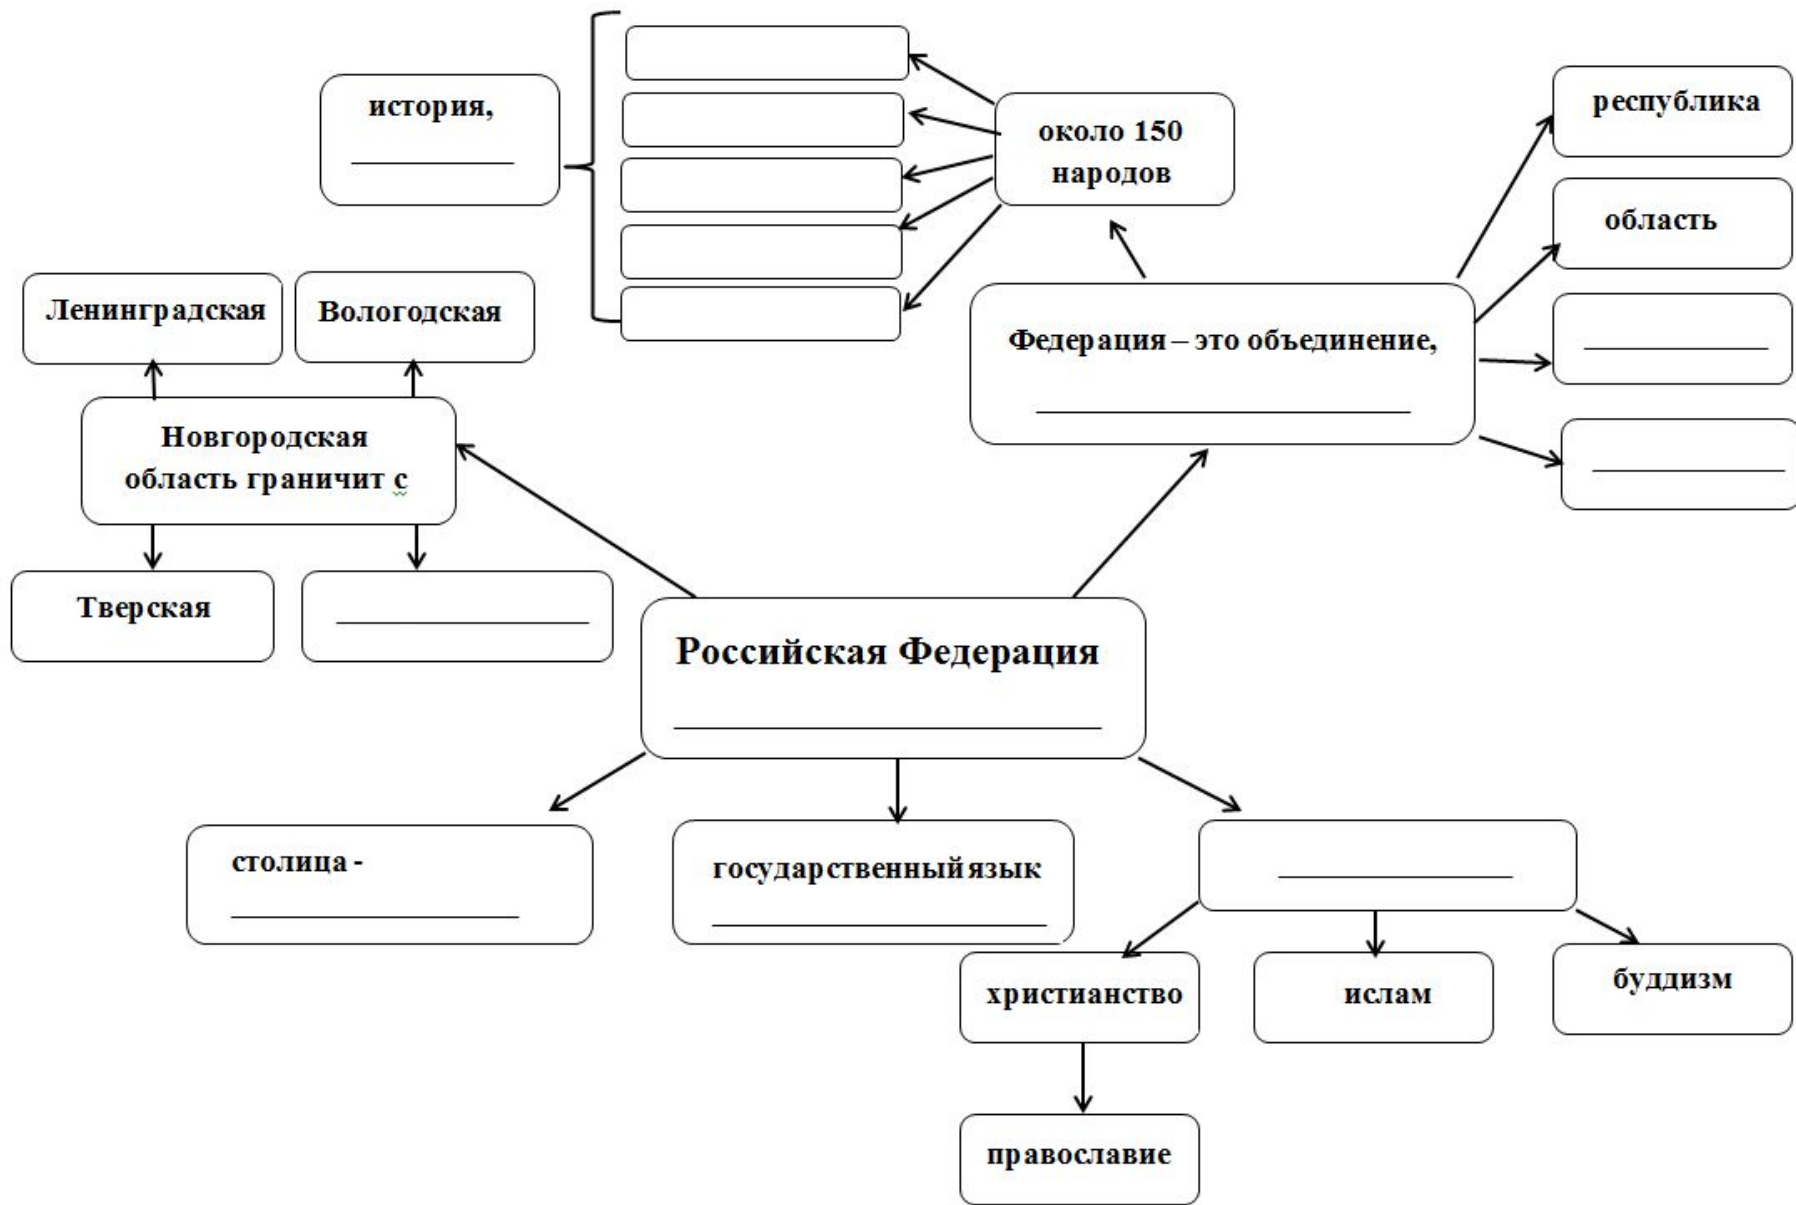 история,
около 150
народов
республика
область
Ленинградская
Вологодская
Федерация – это объединение,
Новгородская
область граничит с
Тверская
Российская Федерация
столица -
государственный язык
христианство
ислам
буддизм
православие